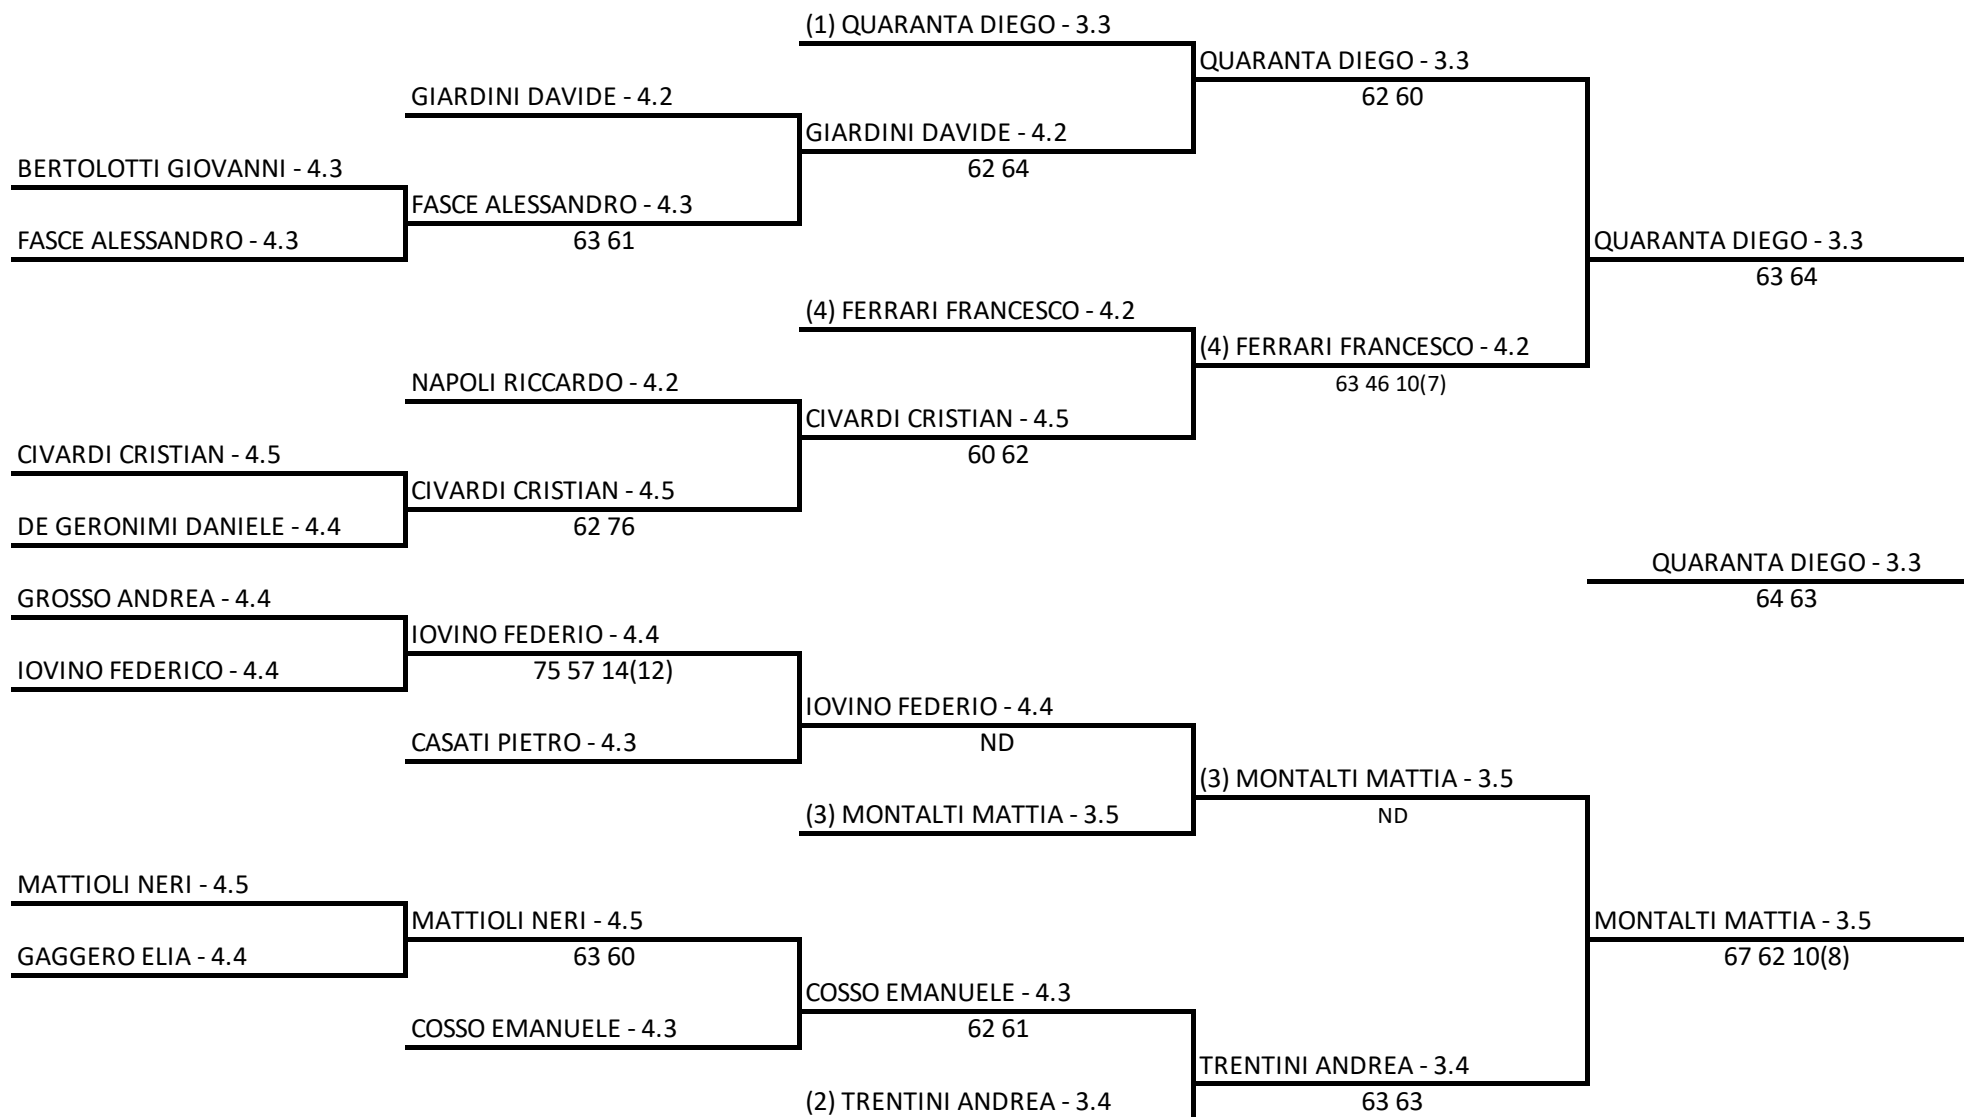 (1) QUARANTA DIEGO - 3.3
QUARANTA DIEGO - 3.3
GIARDINI DAVIDE - 4.2
62 60
GIARDINI DAVIDE - 4.2
BERTOLOTTI GIOVANNI - 4.3
62 64
FASCE ALESSANDRO - 4.3
FASCE ALESSANDRO - 4.3
63 61
QUARANTA DIEGO - 3.3
63 64
(4) FERRARI FRANCESCO - 4.2
(4) FERRARI FRANCESCO - 4.2
NAPOLI RICCARDO - 4.2
63 46 10(7)
CIVARDI CRISTIAN - 4.5
CIVARDI CRISTIAN - 4.5
60 62
CIVARDI CRISTIAN - 4.5
DE GERONIMI DANIELE - 4.4
62 76
QUARANTA DIEGO - 3.3
GROSSO ANDREA - 4.4
64 63
IOVINO FEDERIO - 4.4
IOVINO FEDERICO - 4.4
75 57 14(12)
IOVINO FEDERIO - 4.4
CASATI PIETRO - 4.3
ND
(3) MONTALTI MATTIA - 3.5
(3) MONTALTI MATTIA - 3.5
ND
MATTIOLI NERI - 4.5
MATTIOLI NERI - 4.5
MONTALTI MATTIA - 3.5
GAGGERO ELIA - 4.4
63 60
67 62 10(8)
COSSO EMANUELE - 4.3
COSSO EMANUELE - 4.3
62 61
TRENTINI ANDREA - 3.4
(2) TRENTINI ANDREA - 3.4
63 63